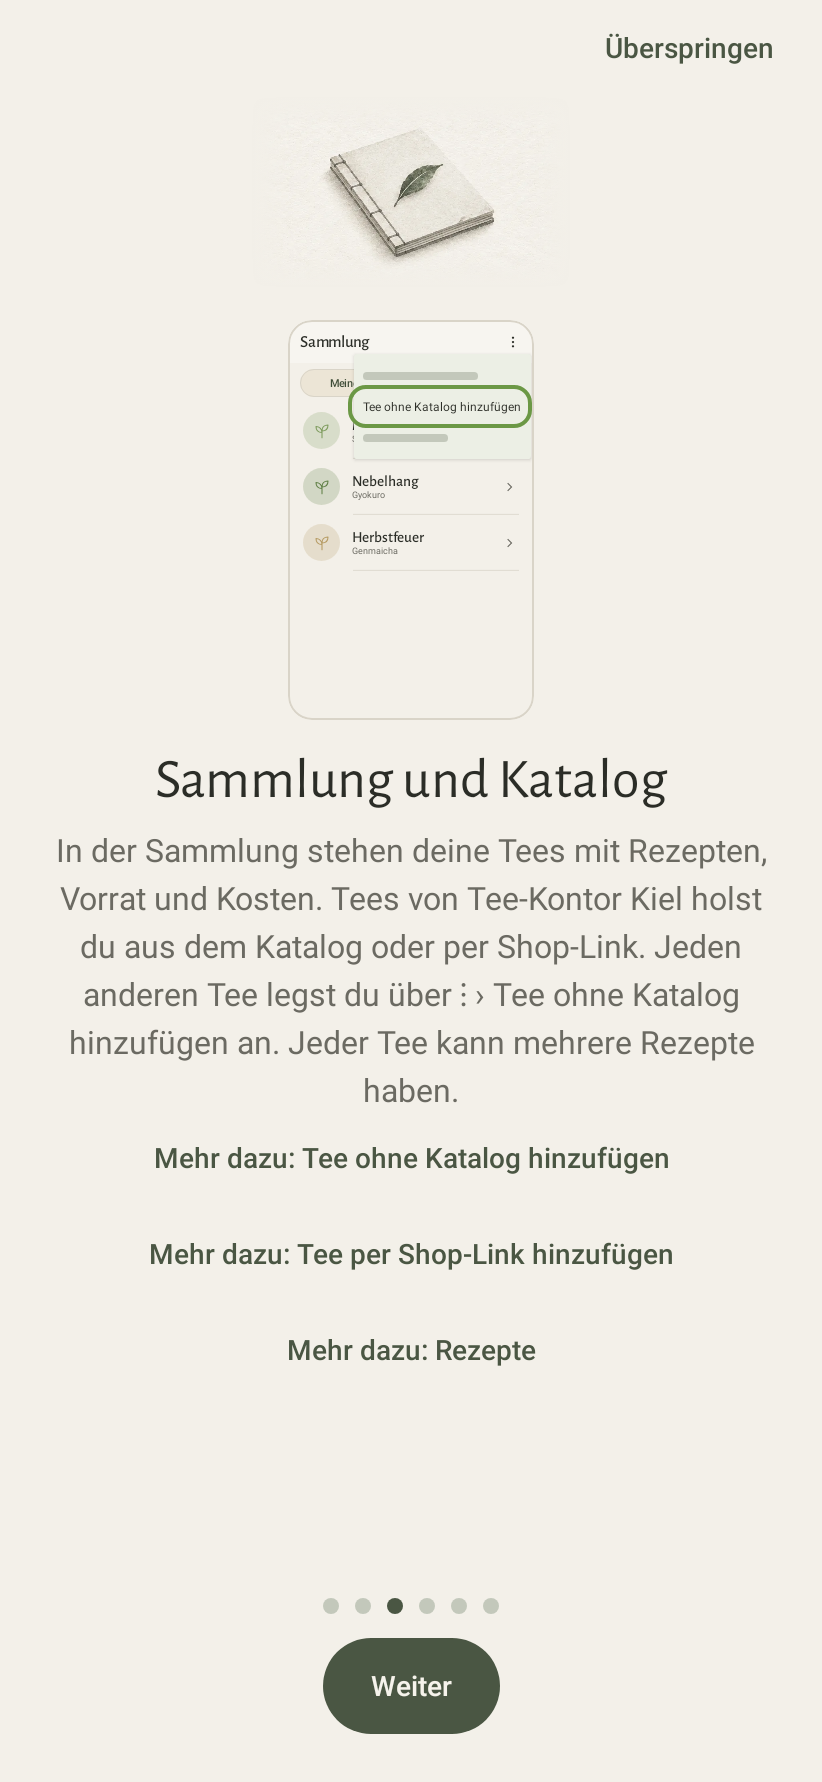 Überspringen
Sammlung
Tee ohne Katalog hinzufügen
Nebelhang
Gyokuro
Herbstfeuer
Genmaicha
Sammlung und Katalog
In der Sammlung stehen deine Tees mit Rezepten,
Vorrat und Kosten. Tees von Tee-Kontor Kiel holst
du aus dem Katalog oder per Shop-Link. Jeden
anderen Tee legst du über ⋮ › Tee ohne Katalog
hinzufügen an. Jeder Tee kann mehrere Rezepte
haben.
Mehr dazu: Tee ohne Katalog hinzufügen
Mehr dazu: Tee per Shop-Link hinzufügen
Mehr dazu: Rezepte
Weiter